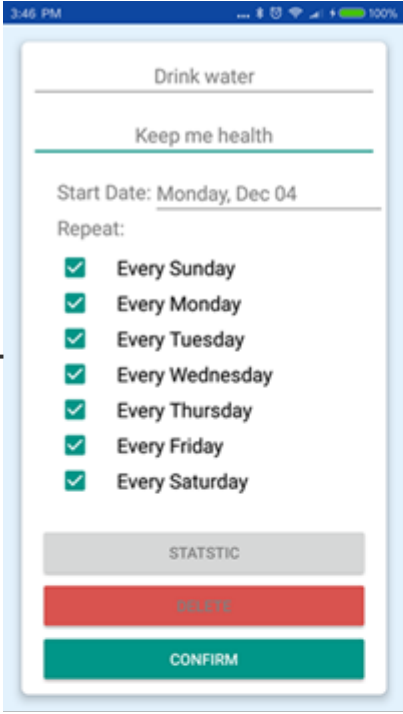 3:46 PM ... 100%
Drink water
Keep me health
Start Date: Monday, Dec 04
Repeat:
Every Sunday
Every Monday
Every Tuesday
Every Wednesday
Every Thursday
Every Friday
Every Saturday
STATSTIC
DELETE
CONFIRM